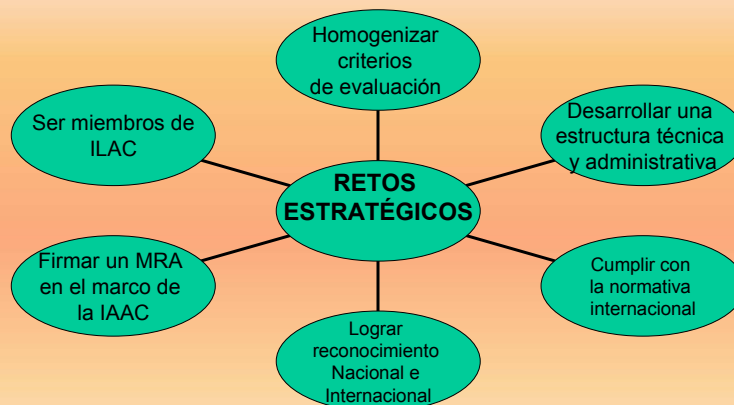 Homogenizar
criterios
de evaluación
Ser miembros de
ILAC
Desarrollar una
estructura técnica
y administrativa
RETOS
ESTRATÉGICOS
Firmar un MRA
en el marco de
la IAAC
Cumplir con
la normativa
internacional
Lograr
reconocimiento
Nacional e
Internacional